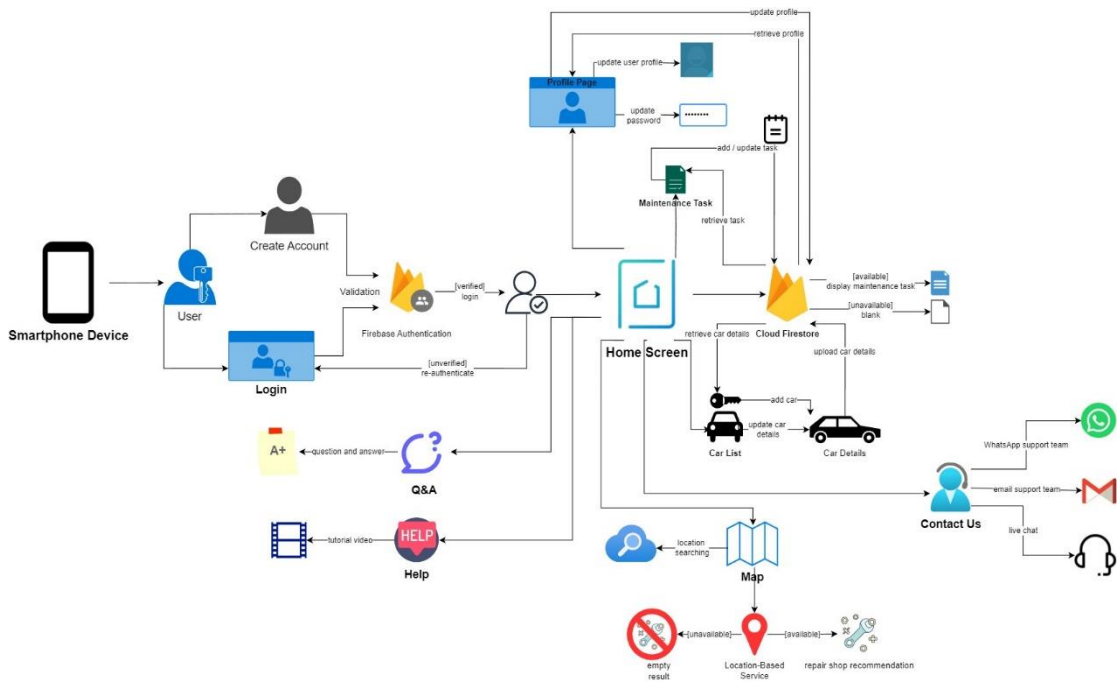 update profile
retrieve profile
update user profile
Profile Page
update
password
add / update task
Maintenance Task
retrieve task
Create Account
Smartphone Device
User
Validation
Firebase Authentication
[verified]
login
[unverified]
re-authenticate
Login
Home Screen
[available]
display maintenance task
[unavailable]
blank
Cloud Firestore
retrieve car details
upload car details
add car
update car
details
Car List
Car Details
A+
question and answer
Q&A
WhatsApp support team
email support team
Contact Us
live chat
tutorial video
HELP
Help
location
searching
Map
[unavailable]
[available]
empty
result
Location-Based
Service
repair shop recommendation